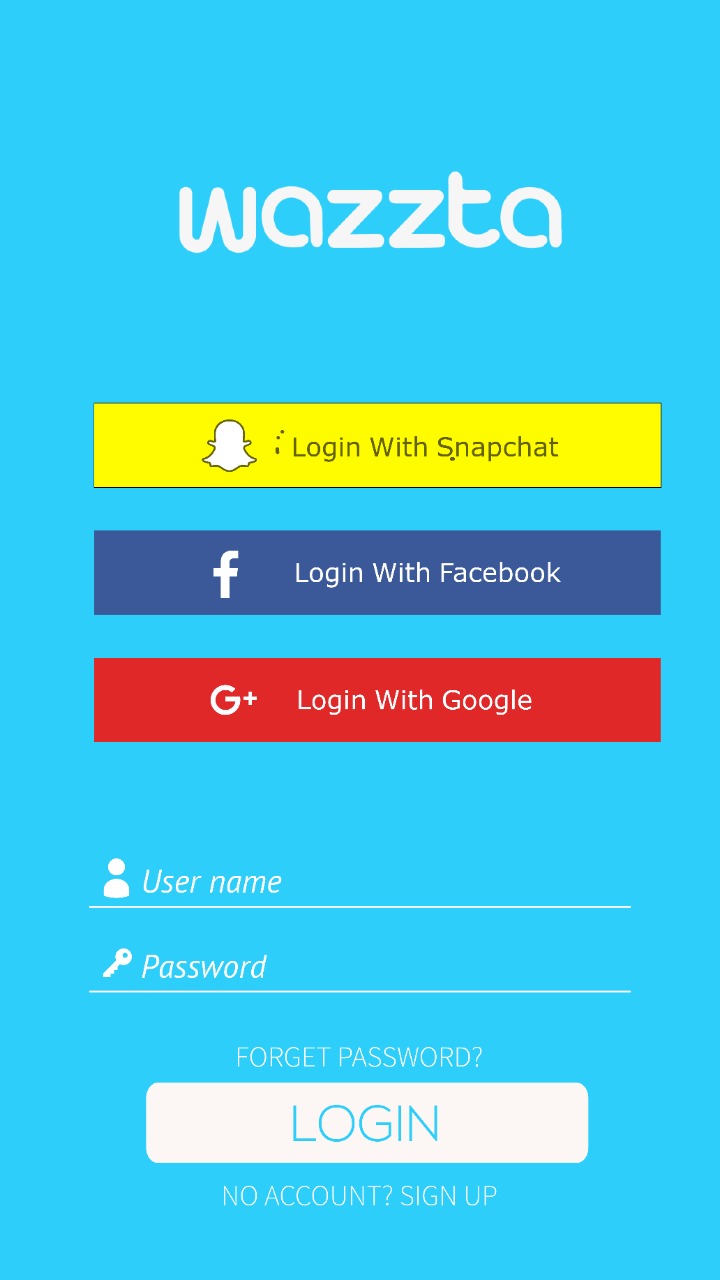 wazzta
Login With Snapchat
Login With Facebook
G+ Login With Google
User name
Password
FORGET PASSWORD?
LOGIN
NO ACCOUNT? SIGN UP